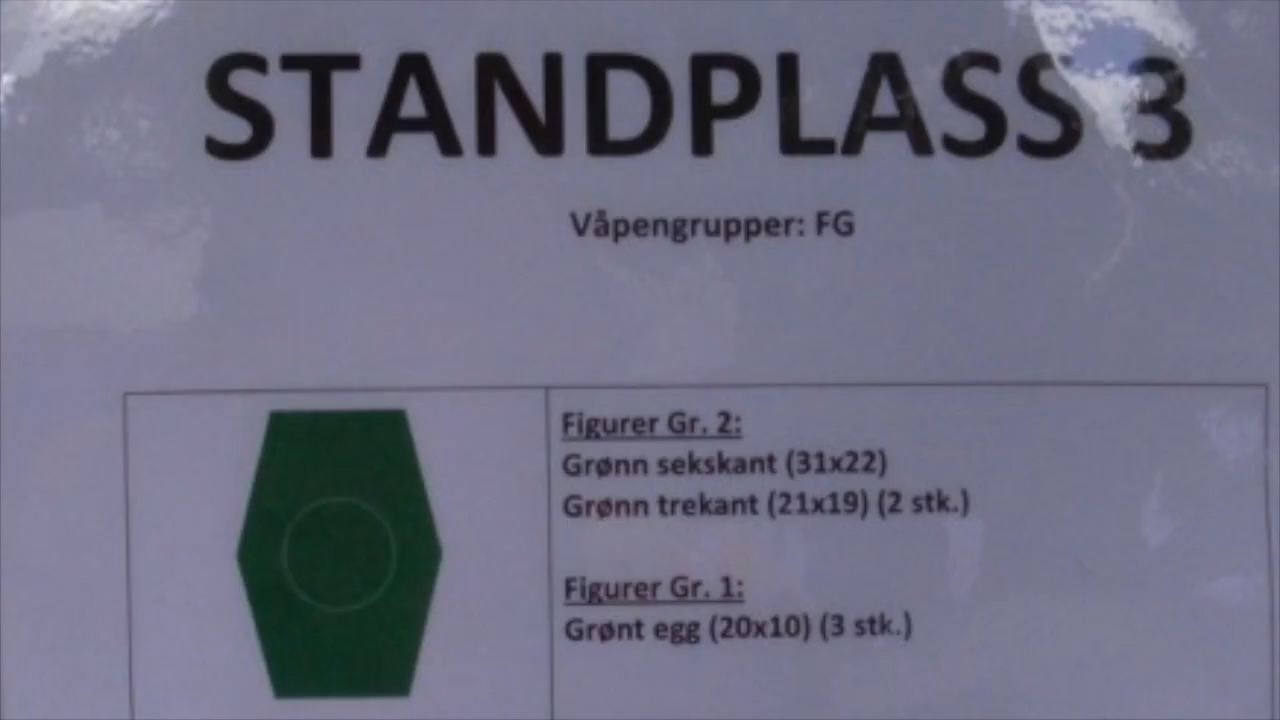 STANDPLASS 3
Våpengrupper: FG
Figurer Gr. 2:
Grønn sekskant (31x22)
Grønn trekant (21x19) (2 stk.)
Figurer Gr. 1:
Grønt egg (20x10) (3 stk.)